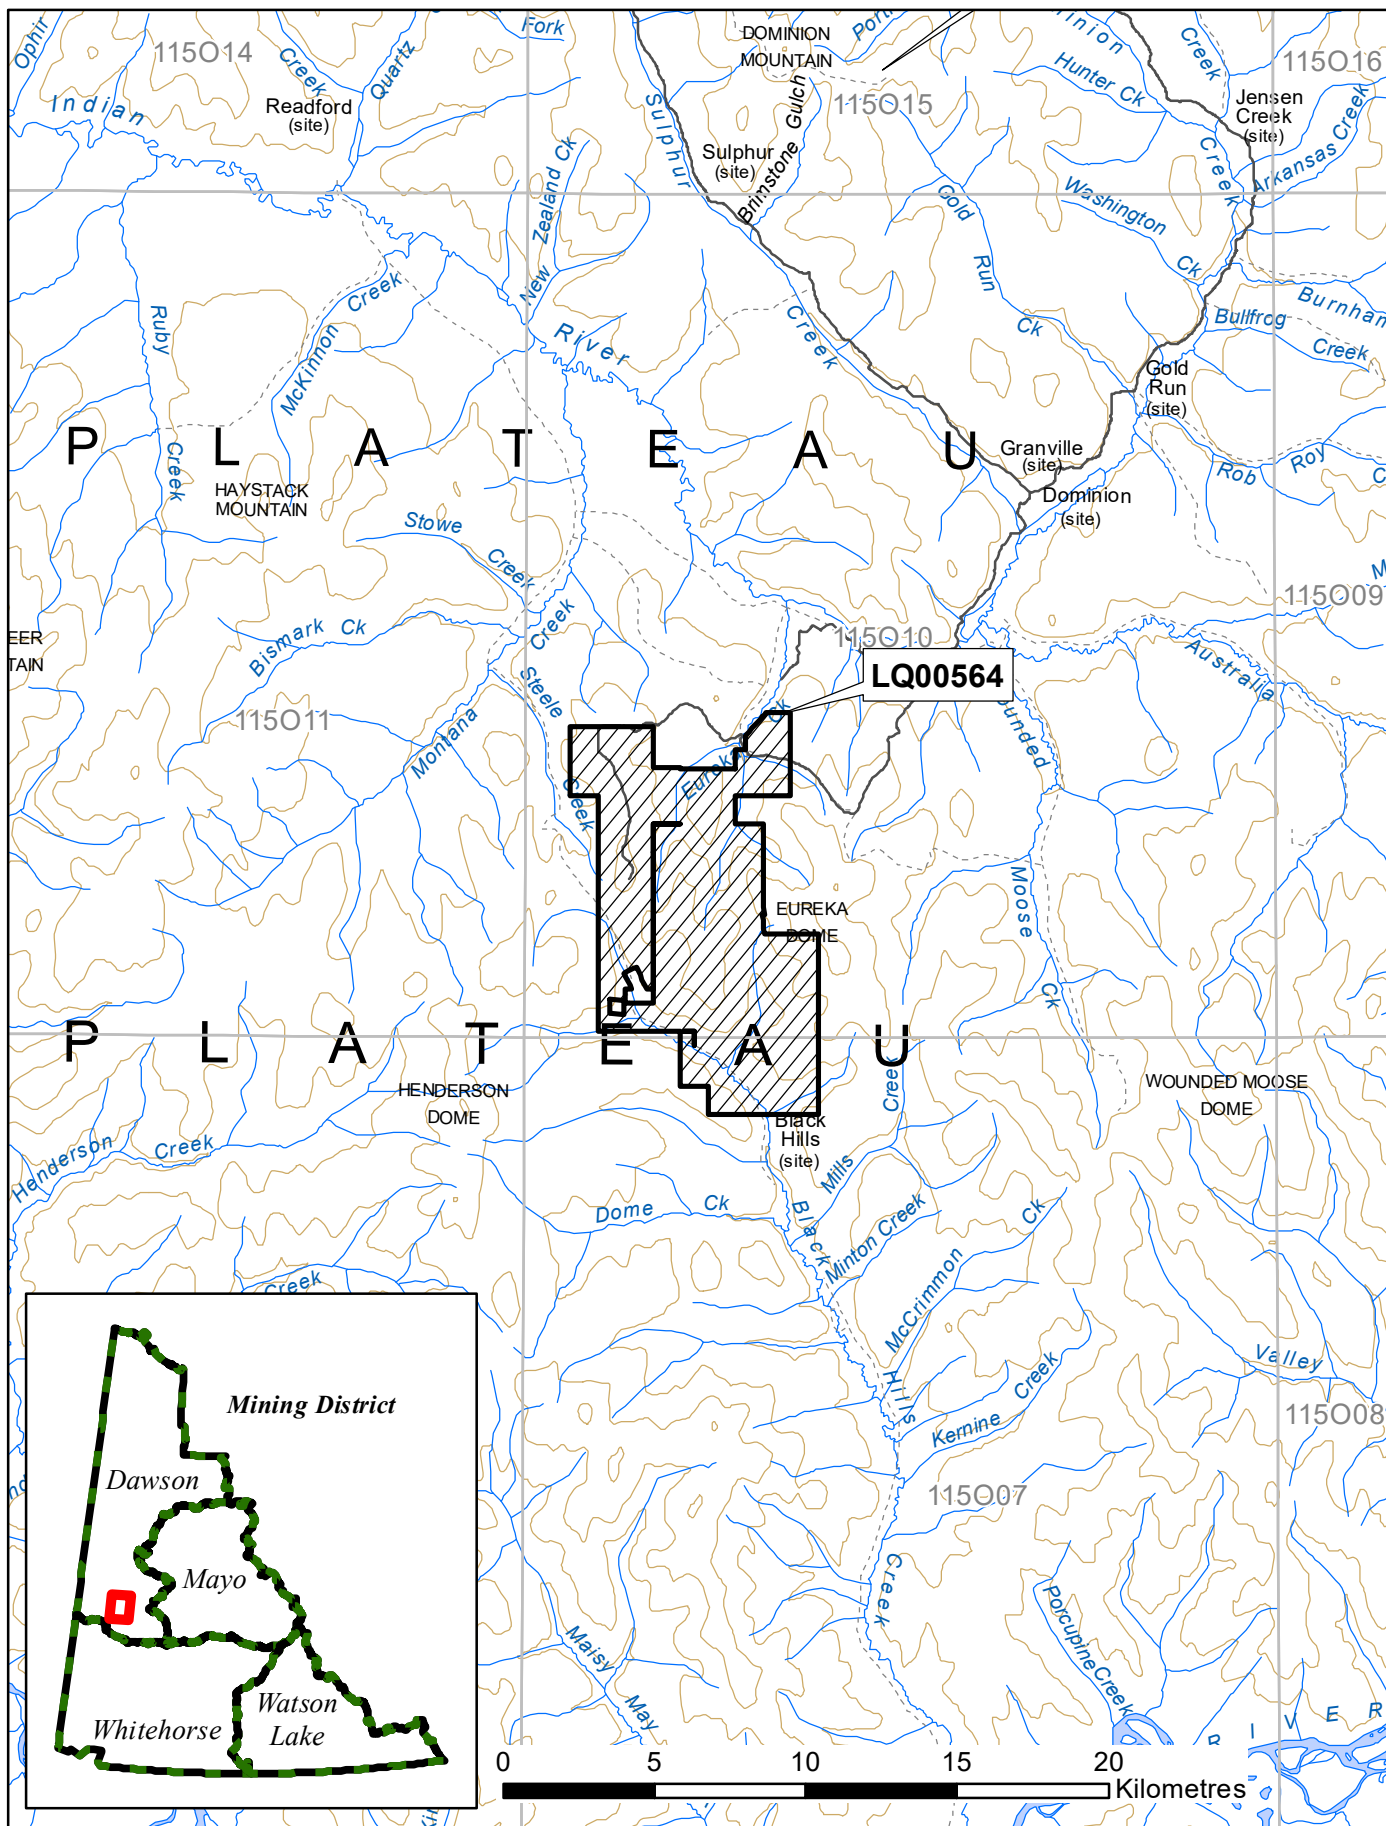 Ophir
115O14
Creek
Quartz
Fork
DOMINION
MOUNTAIN
Creek
115O16
Indian
Readford
(site)
Sulphur
Gulch
115O15
Hunter Ck
Jensen
Creek
(site)
New Zealand Ck
Sulphur
(site)
Brimstone
Creek
Arkansas Creek
Gold
Run
Ck
Washington
Ck
Ruby
Creek
McKinnon
Creek
River
Creek
Bullfrog
Creek
Gold
Run
(site)
PLATEAU
Granville
(site)
Rob
Roy
HAYSTACK
MOUNTAIN
Dominion
(site)
Stowe
Creek
Creek
115O09
Bismark Ck
115O10
Steele
Creek
LQ00564
Australia
115O11
Montana
Eureka
Ck
Moose
Ck
EUREKA
DOME
PLATEAU
HENDERSON
DOME
Creek
WOUNDED MOOSE
DOME
Black
Hills
(site)
Henderson
Creek
Mills
Dome
Ck
Black
Minton Creek
Ck
McCrimmon
Creek
Hills
Valley
Creek
Kernine
115O08
115O07
Creek
Porcupine Creek
Maisy
May
RIVER
Mining District
Dawson
Mayo
Watson
Lake
Whitehorse
0 5 10 15 20
Kilometres